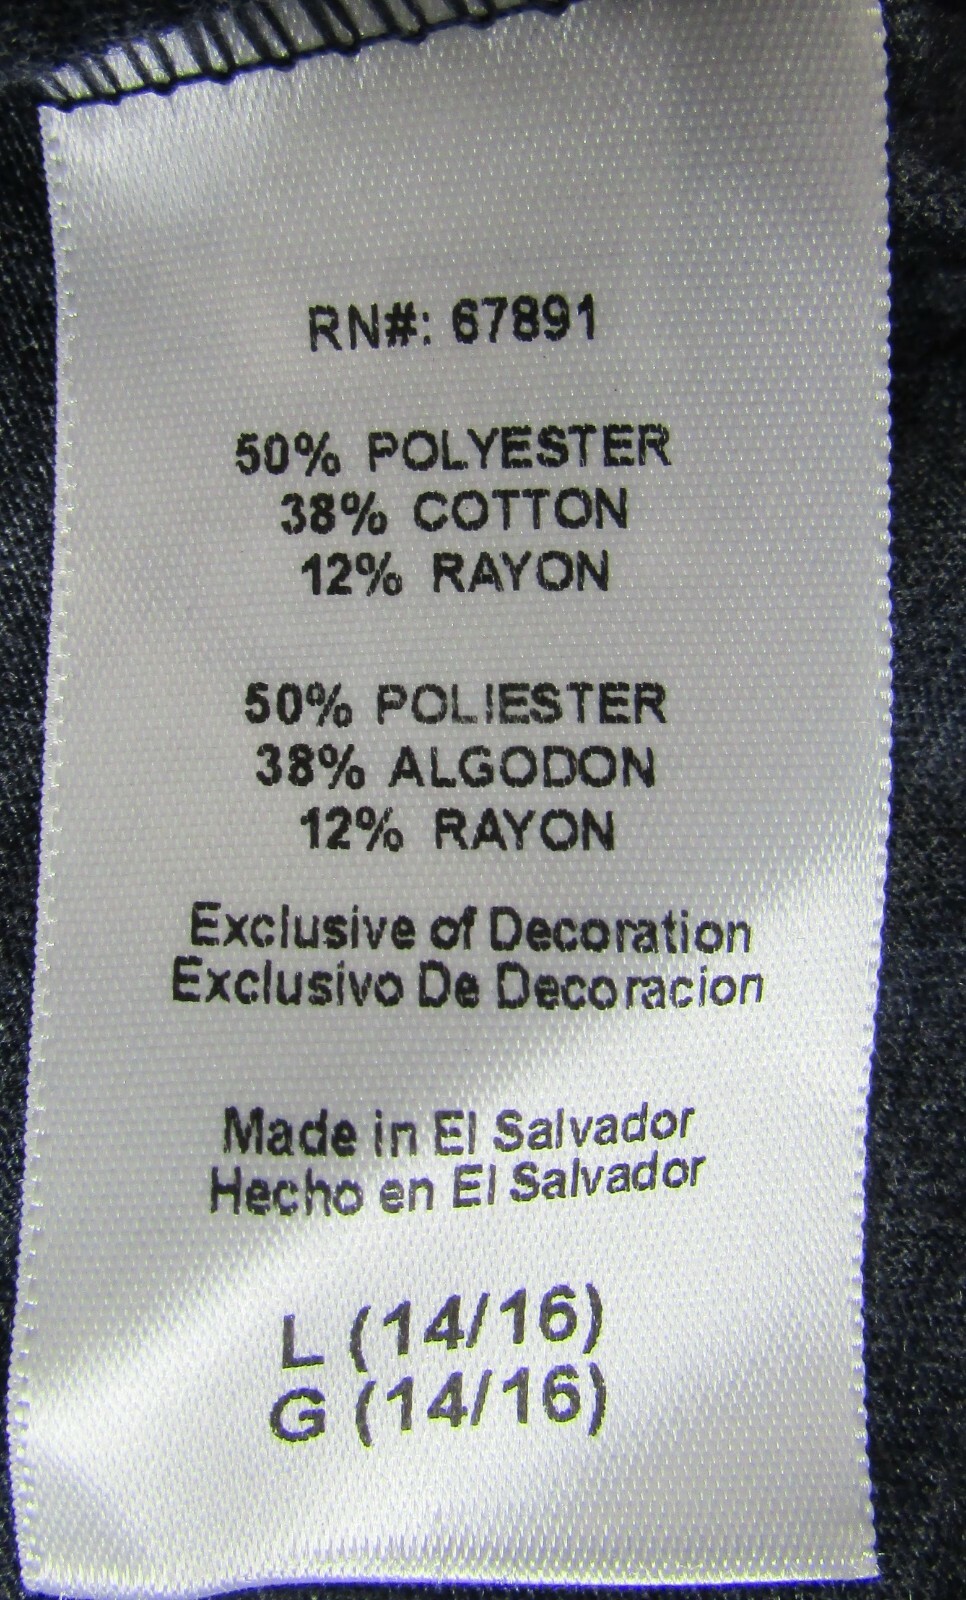 RN#: 67891
50% POLYESTER
38% COTTON
12% RAYON
50% POLIESTER
38% ALGODON
12% RAYON
Exclusive of Decoration
Exclusivo De Decoracion
Made in El Salvador
Hecho en El Salvador
L (14/16)
G (14/16)